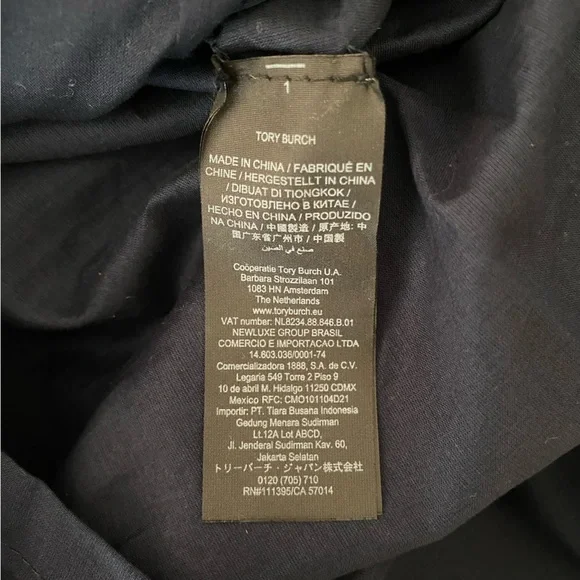 1
TORY BURCH
MADE IN CHINA / FABRIQUÉ EN
CHINE / HERGESTELLT IN CHINA
/ DIBUAT DI TIONGKOK /
ИЗГОТОВЛЕНО В КИТАЕ /
HECHO EN CHINA / PRODUZIDO
NA CHINA / 中國製造 / 原产地: 中
国广东省广州市 / 中国製
صنع في الصين
Coöperatie Tory Burch U.A.
Barbara Strozzilaan 101
1083 HN Amsterdam
The Netherlands
www.toryburch.com
VAT number: NL8234.88.846.B.01
NEWLUXE GROUP BRASIL
COMERCIO E IMPORTACAO LTDA
14.603.036/0001-74
Comercializadora 1888, S.A. de C.V.
Legaria 549 Torre 2 Piso 9
10 de abril M. Hidalgo 11250 CDMX
Mexico RFC: CMO101104D21
Importir: PT. Tiara Busana Indonesia
Gedung Menara Sudirman
Lt.12A Lot ABCD,
Jl. Jenderal Sudirman Kav. 60,
Jakarta Selatan
トリーバーチ・ジャパン株式会社
0120 (705) 710
RN#111395/CA 57014